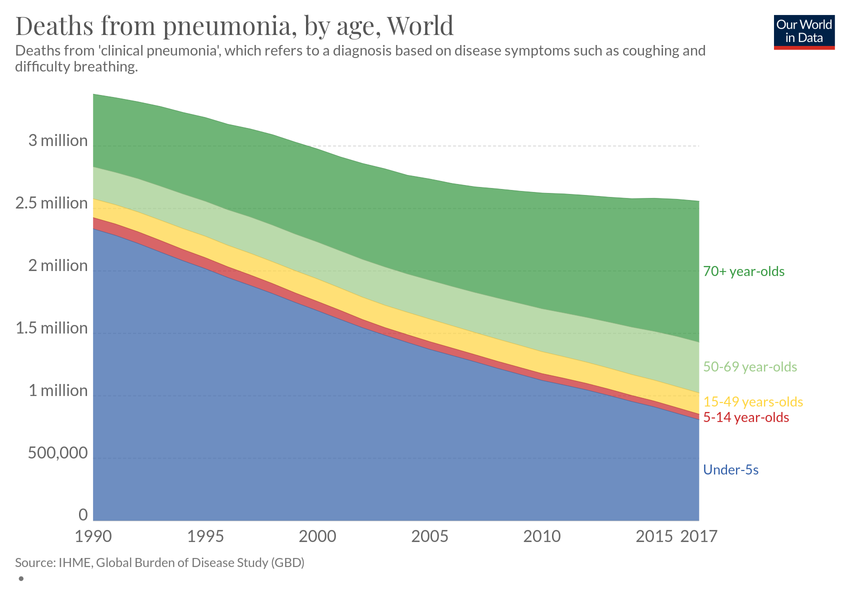 Deaths from pneumonia, by age, World
Our World
in Data
Deaths from 'clinical pneumonia', which refers to a diagnosis based on disease symptoms such as coughing and
difficulty breathing.
3 million
2.5 million
2 million
1.5 million
1 million
500,000
0
70+ year-olds
50-69 year-olds
15-49 years-olds
5-14 year-olds
Under-5s
1990
1995
2000
2005
2010
2015
2017
Source: IHME, Global Burden of Disease Study (GBD)
•